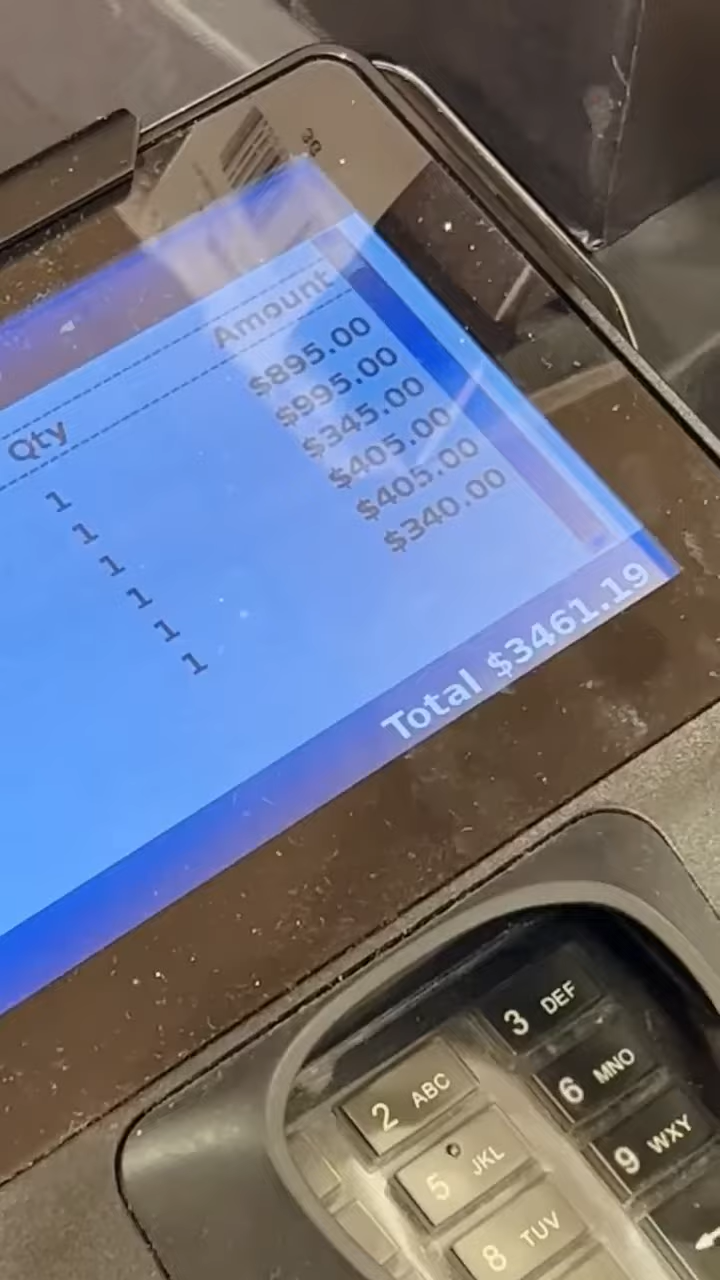 3G
Qty Amount
1 $895.00
1 $995.00
1 $345.00
1 $405.00
1 $405.00
1 $340.00
Total $3461.19
2 ABC 3 DEF
5 JKL 6 MNO
8 TUV 9 WXY